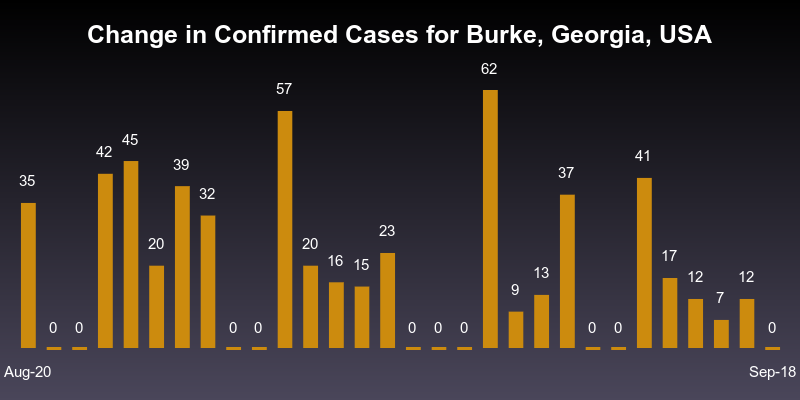 Change in Confirmed Cases for Burke, Georgia, USA
35 0 0 42 45 20 39 32 0 0 57 20 16 15 23 0 0 0 62 9 13 37 0 0 41 17 12 7 12 0
Aug-20 Sep-18